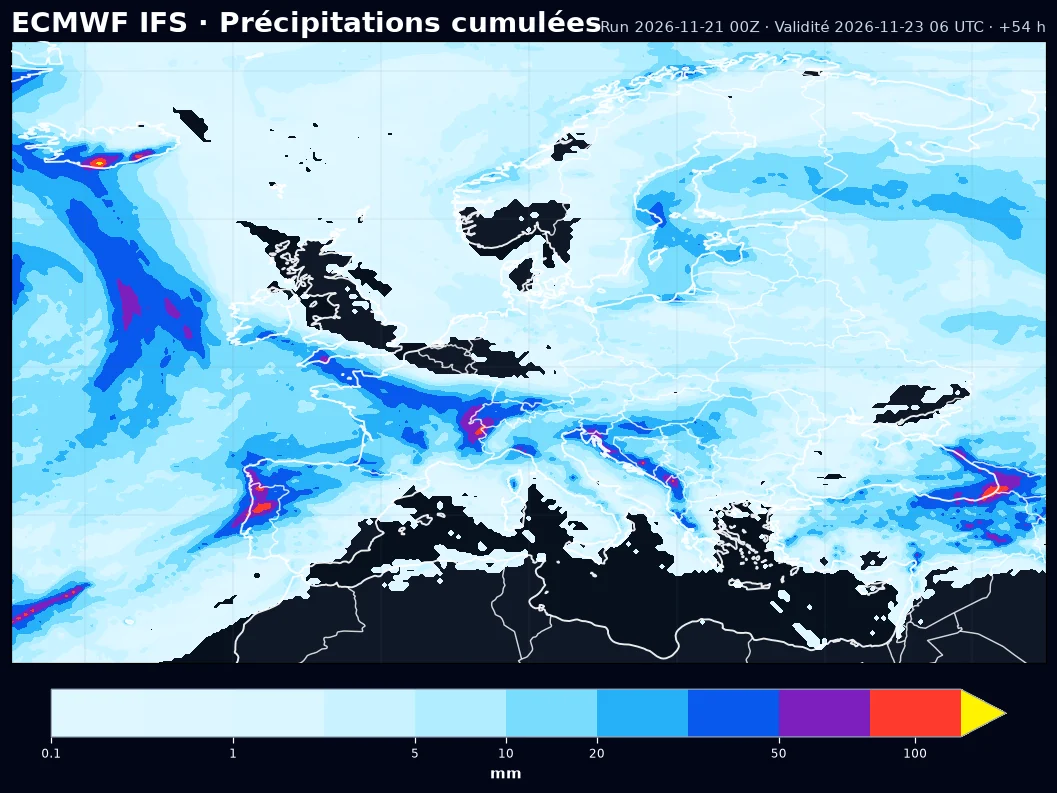 ECMWF IFS · Précipitations cumulées
Run 2026-11-21 00Z · Validité 2026-11-23 06 UTC · +54 h
0.1 1 5 10 20 50 100
mm